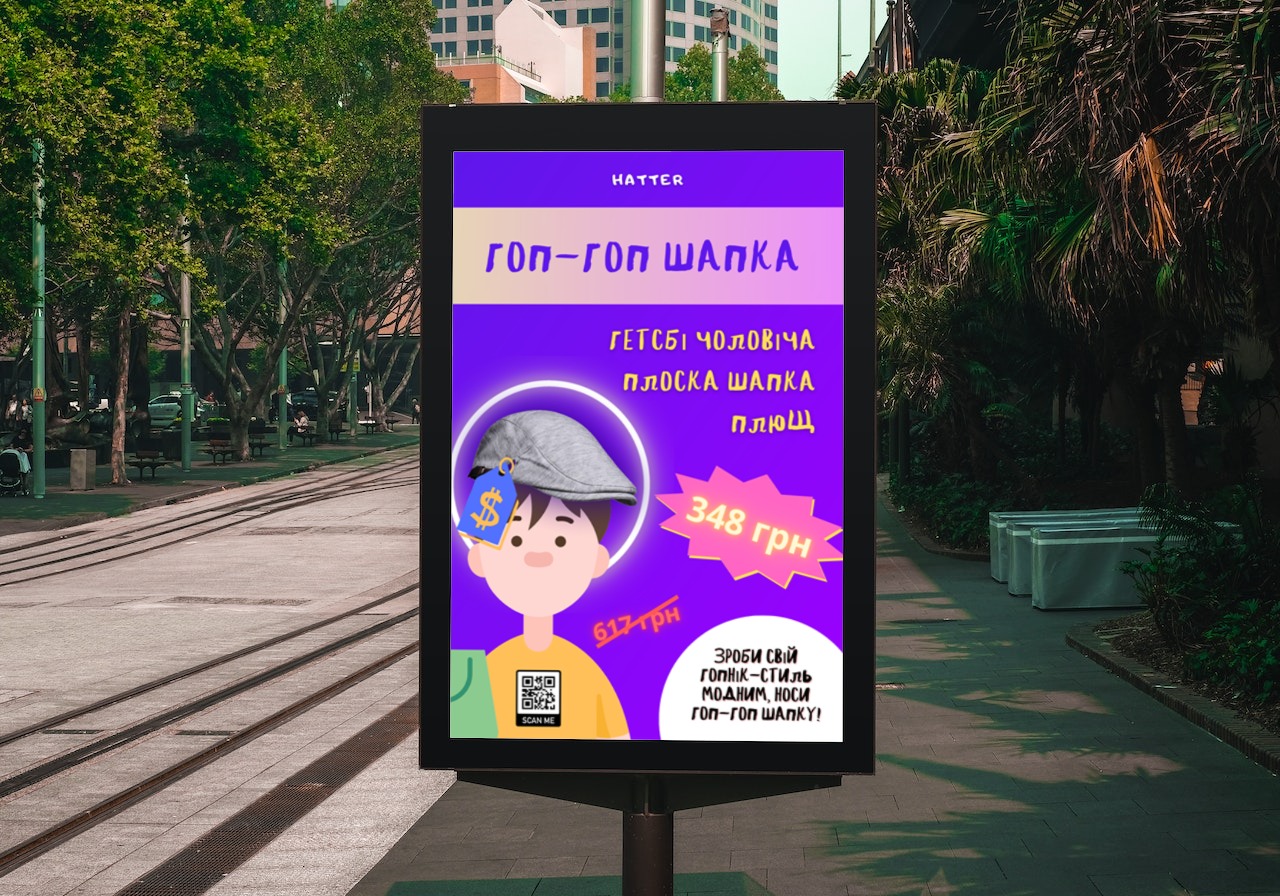 HATTER
ГОП-ГОП ШАПКА
ГЕТСБІ ЧОЛОВІЧА
ПЛОСКА ШАПКА
ПЛЮЩ
$
348 грн
617 грн
ЗРОБИ СВІЙ
ГОПНІК-СТИЛЬ
МОДНИМ, НОСИ
ГОП-ГОП ШАПКУ!
SCAN ME